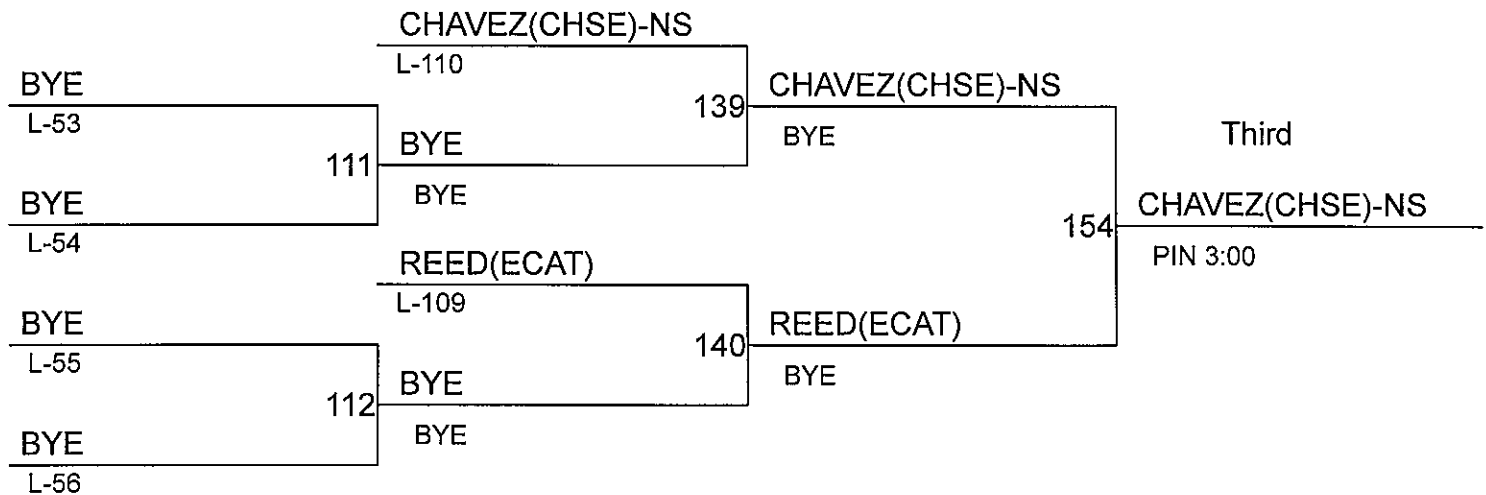 CHAVEZ(CHSE)-NS
L-110
BYE
L-53
139
CHAVEZ(CHSE)-NS
BYE
Third
111
BYE
BYE
BYE
L-54
154
CHAVEZ(CHSE)-NS
PIN 3:00
REED(ECAT)
L-109
BYE
L-55
140
REED(ECAT)
BYE
112
BYE
BYE
BYE
L-56